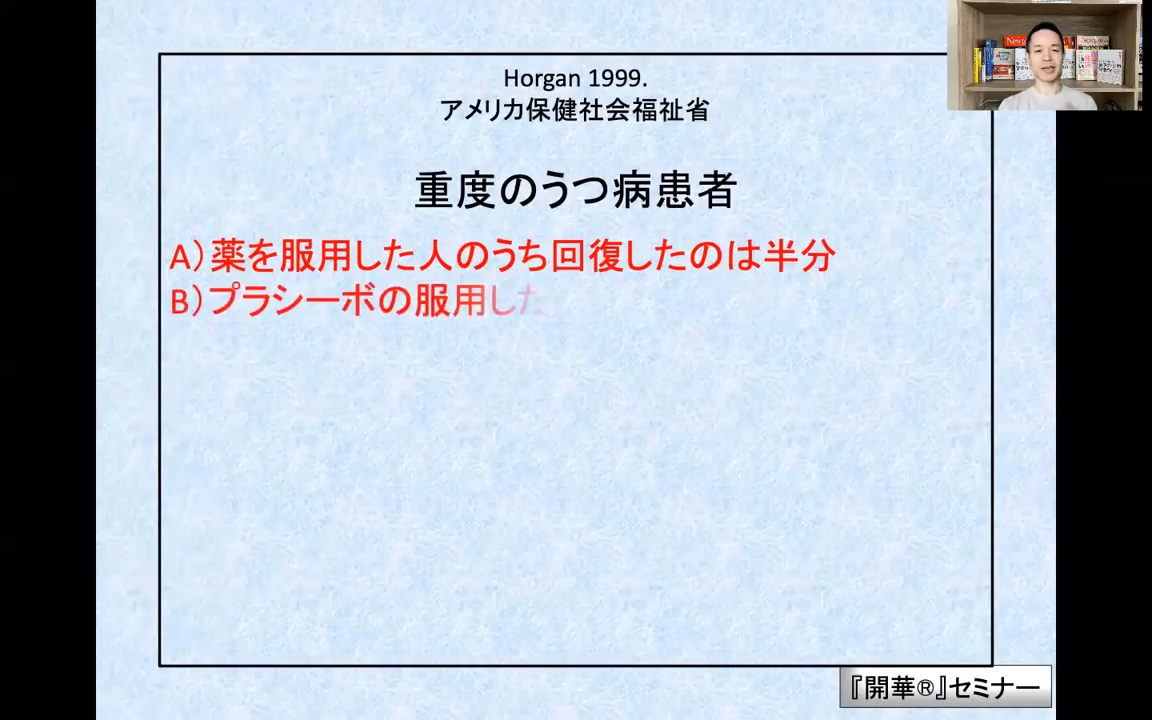 Horgan 1999.
アメリカ保健社会福祉省
重度のうつ病患者
A）薬を服用した人のうち回復したのは半分
B）プラシーボの服用した
『開華®』セミナー